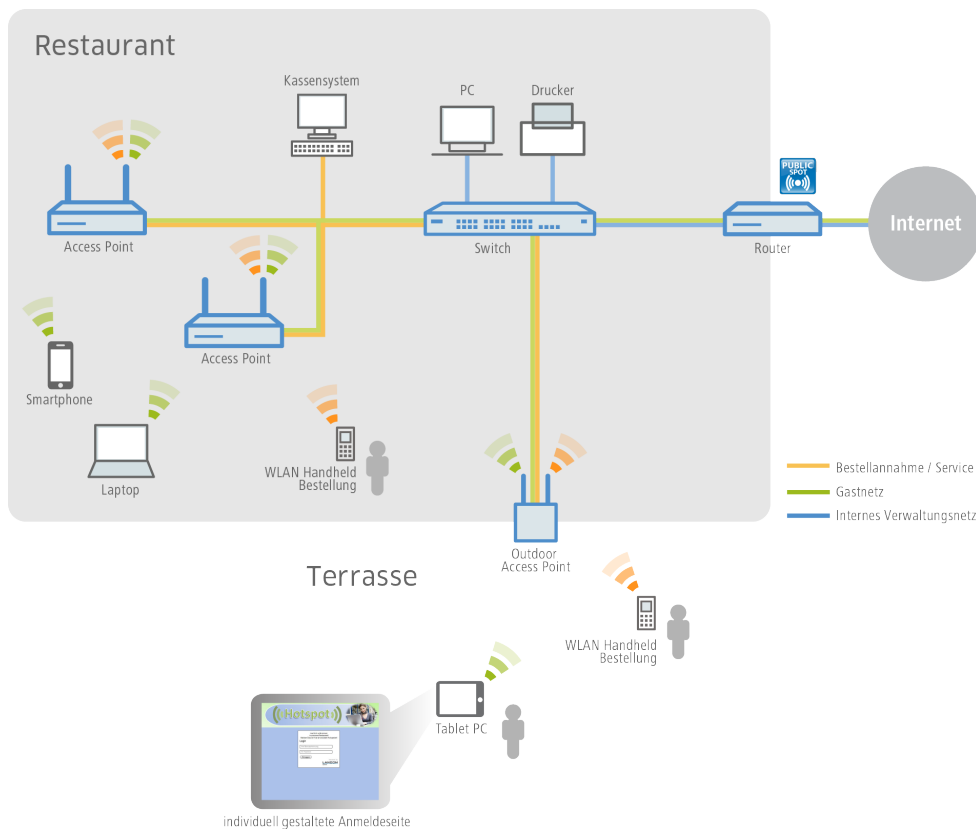 Restaurant
Kassensystem
PC
Drucker
PUBLIC
SPOT
Internet
Access Point
Switch
Router
Access Point
Smartphone
Laptop
WLAN Handheld
Bestellung
Bestellannahme / Service
Gastnetz
Internes Verwaltungsnetz
Outdoor
Access Point
Terrasse
WLAN Handheld
Bestellung
Hotspot
Tablet PC
individuell gestaltete Anmeldeseite